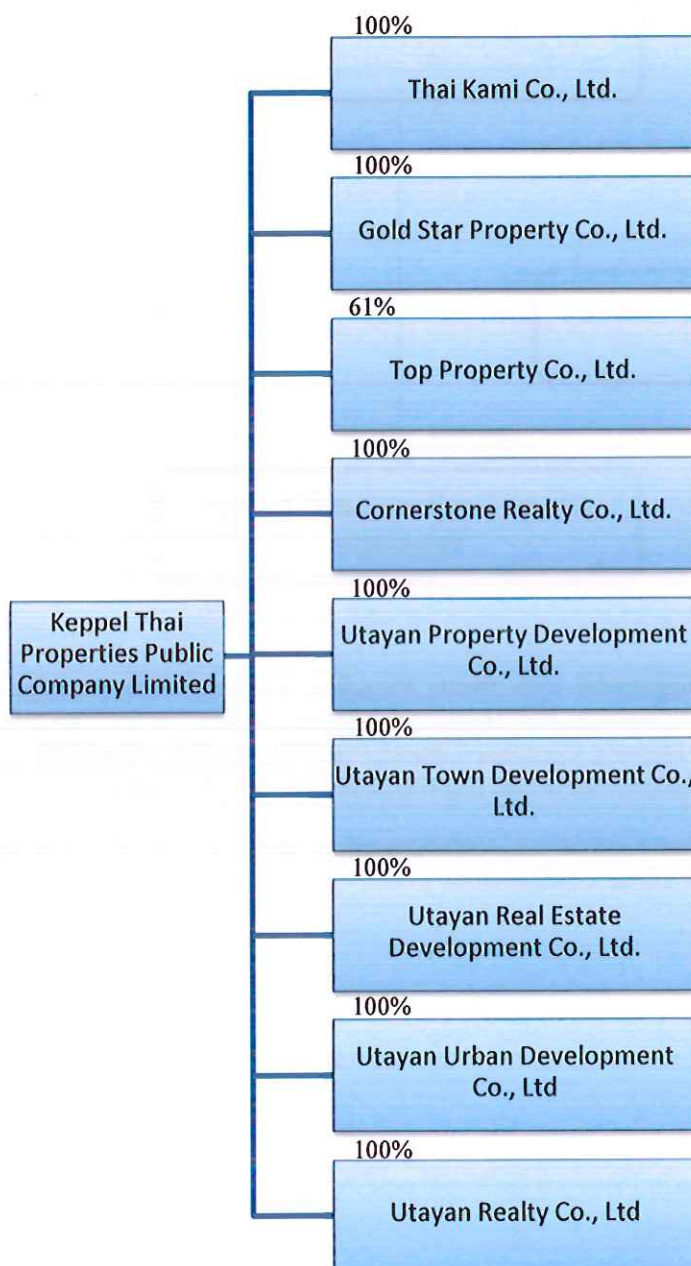 100%
Thai Kami Co., Ltd.
100%
Gold Star Property Co., Ltd.
61%
Top Property Co., Ltd.
100%
Cornerstone Realty Co., Ltd.
Keppel Thai
Properties Public
Company Limited
100%
Utayan Property Development
Co., Ltd.
100%
Utayan Town Development Co.,
Ltd.
100%
Utayan Real Estate
Development Co., Ltd.
100%
Utayan Urban Development
Co., Ltd
100%
Utayan Realty Co., Ltd